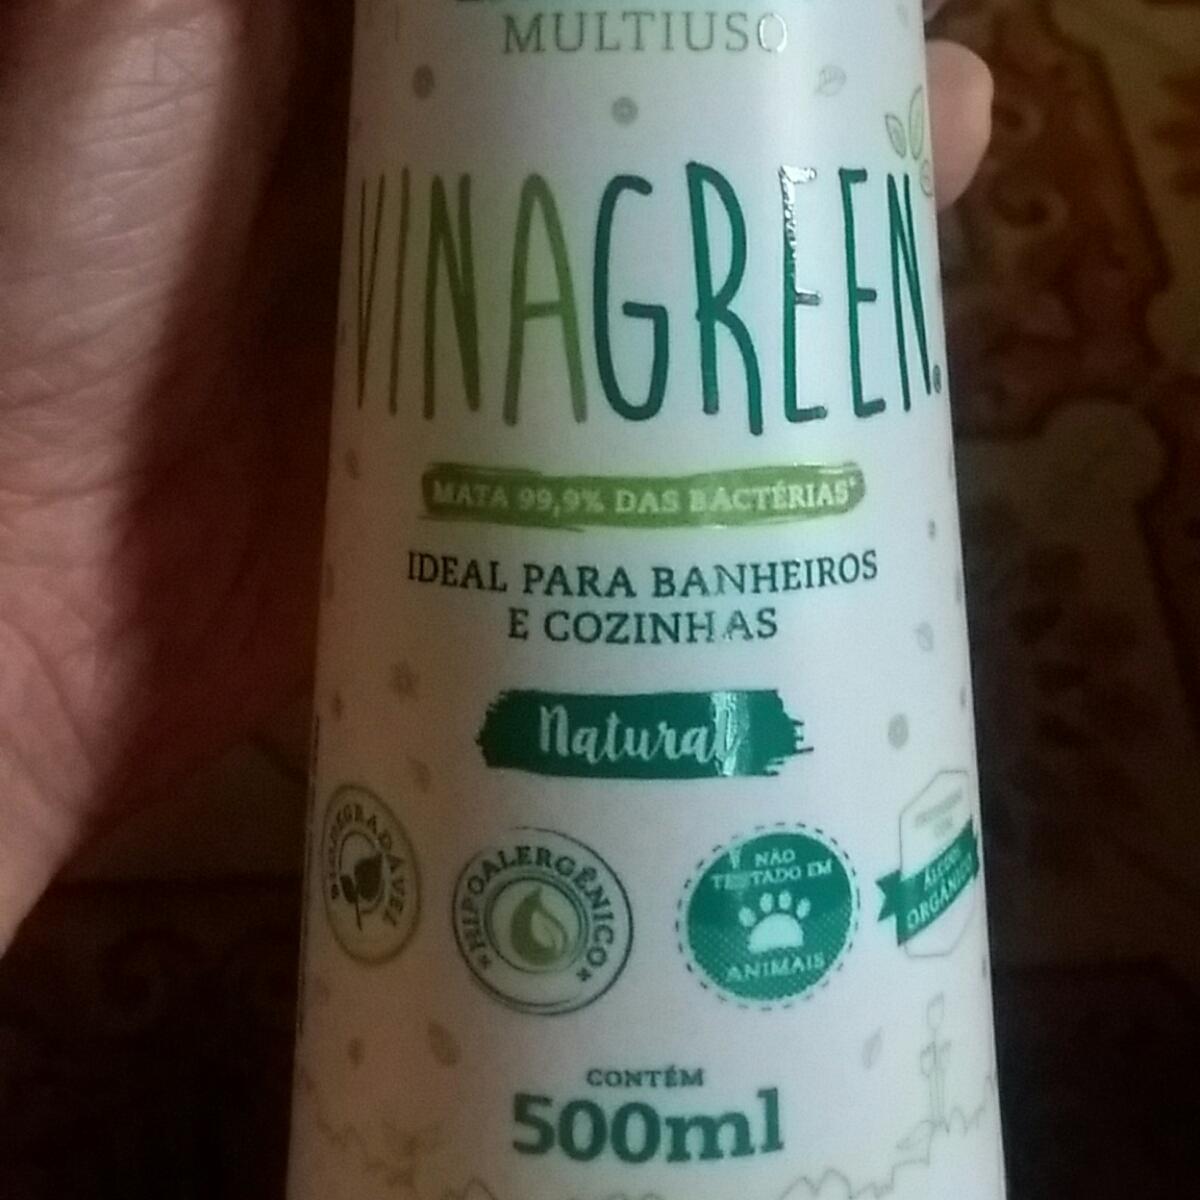 MULTIUSO
VINAGREEN®
MATA 99,9% DAS BACTÉRIAS*
IDEAL PARA BANHEIROS
E COZINHAS
Natural
BIODEGRADÁVEL
HIPOALERGÊNICO
NÃO
TESTADO EM
ANIMAIS
ÁLCOOL
ORGÂNICO
CONTÉM
500ml